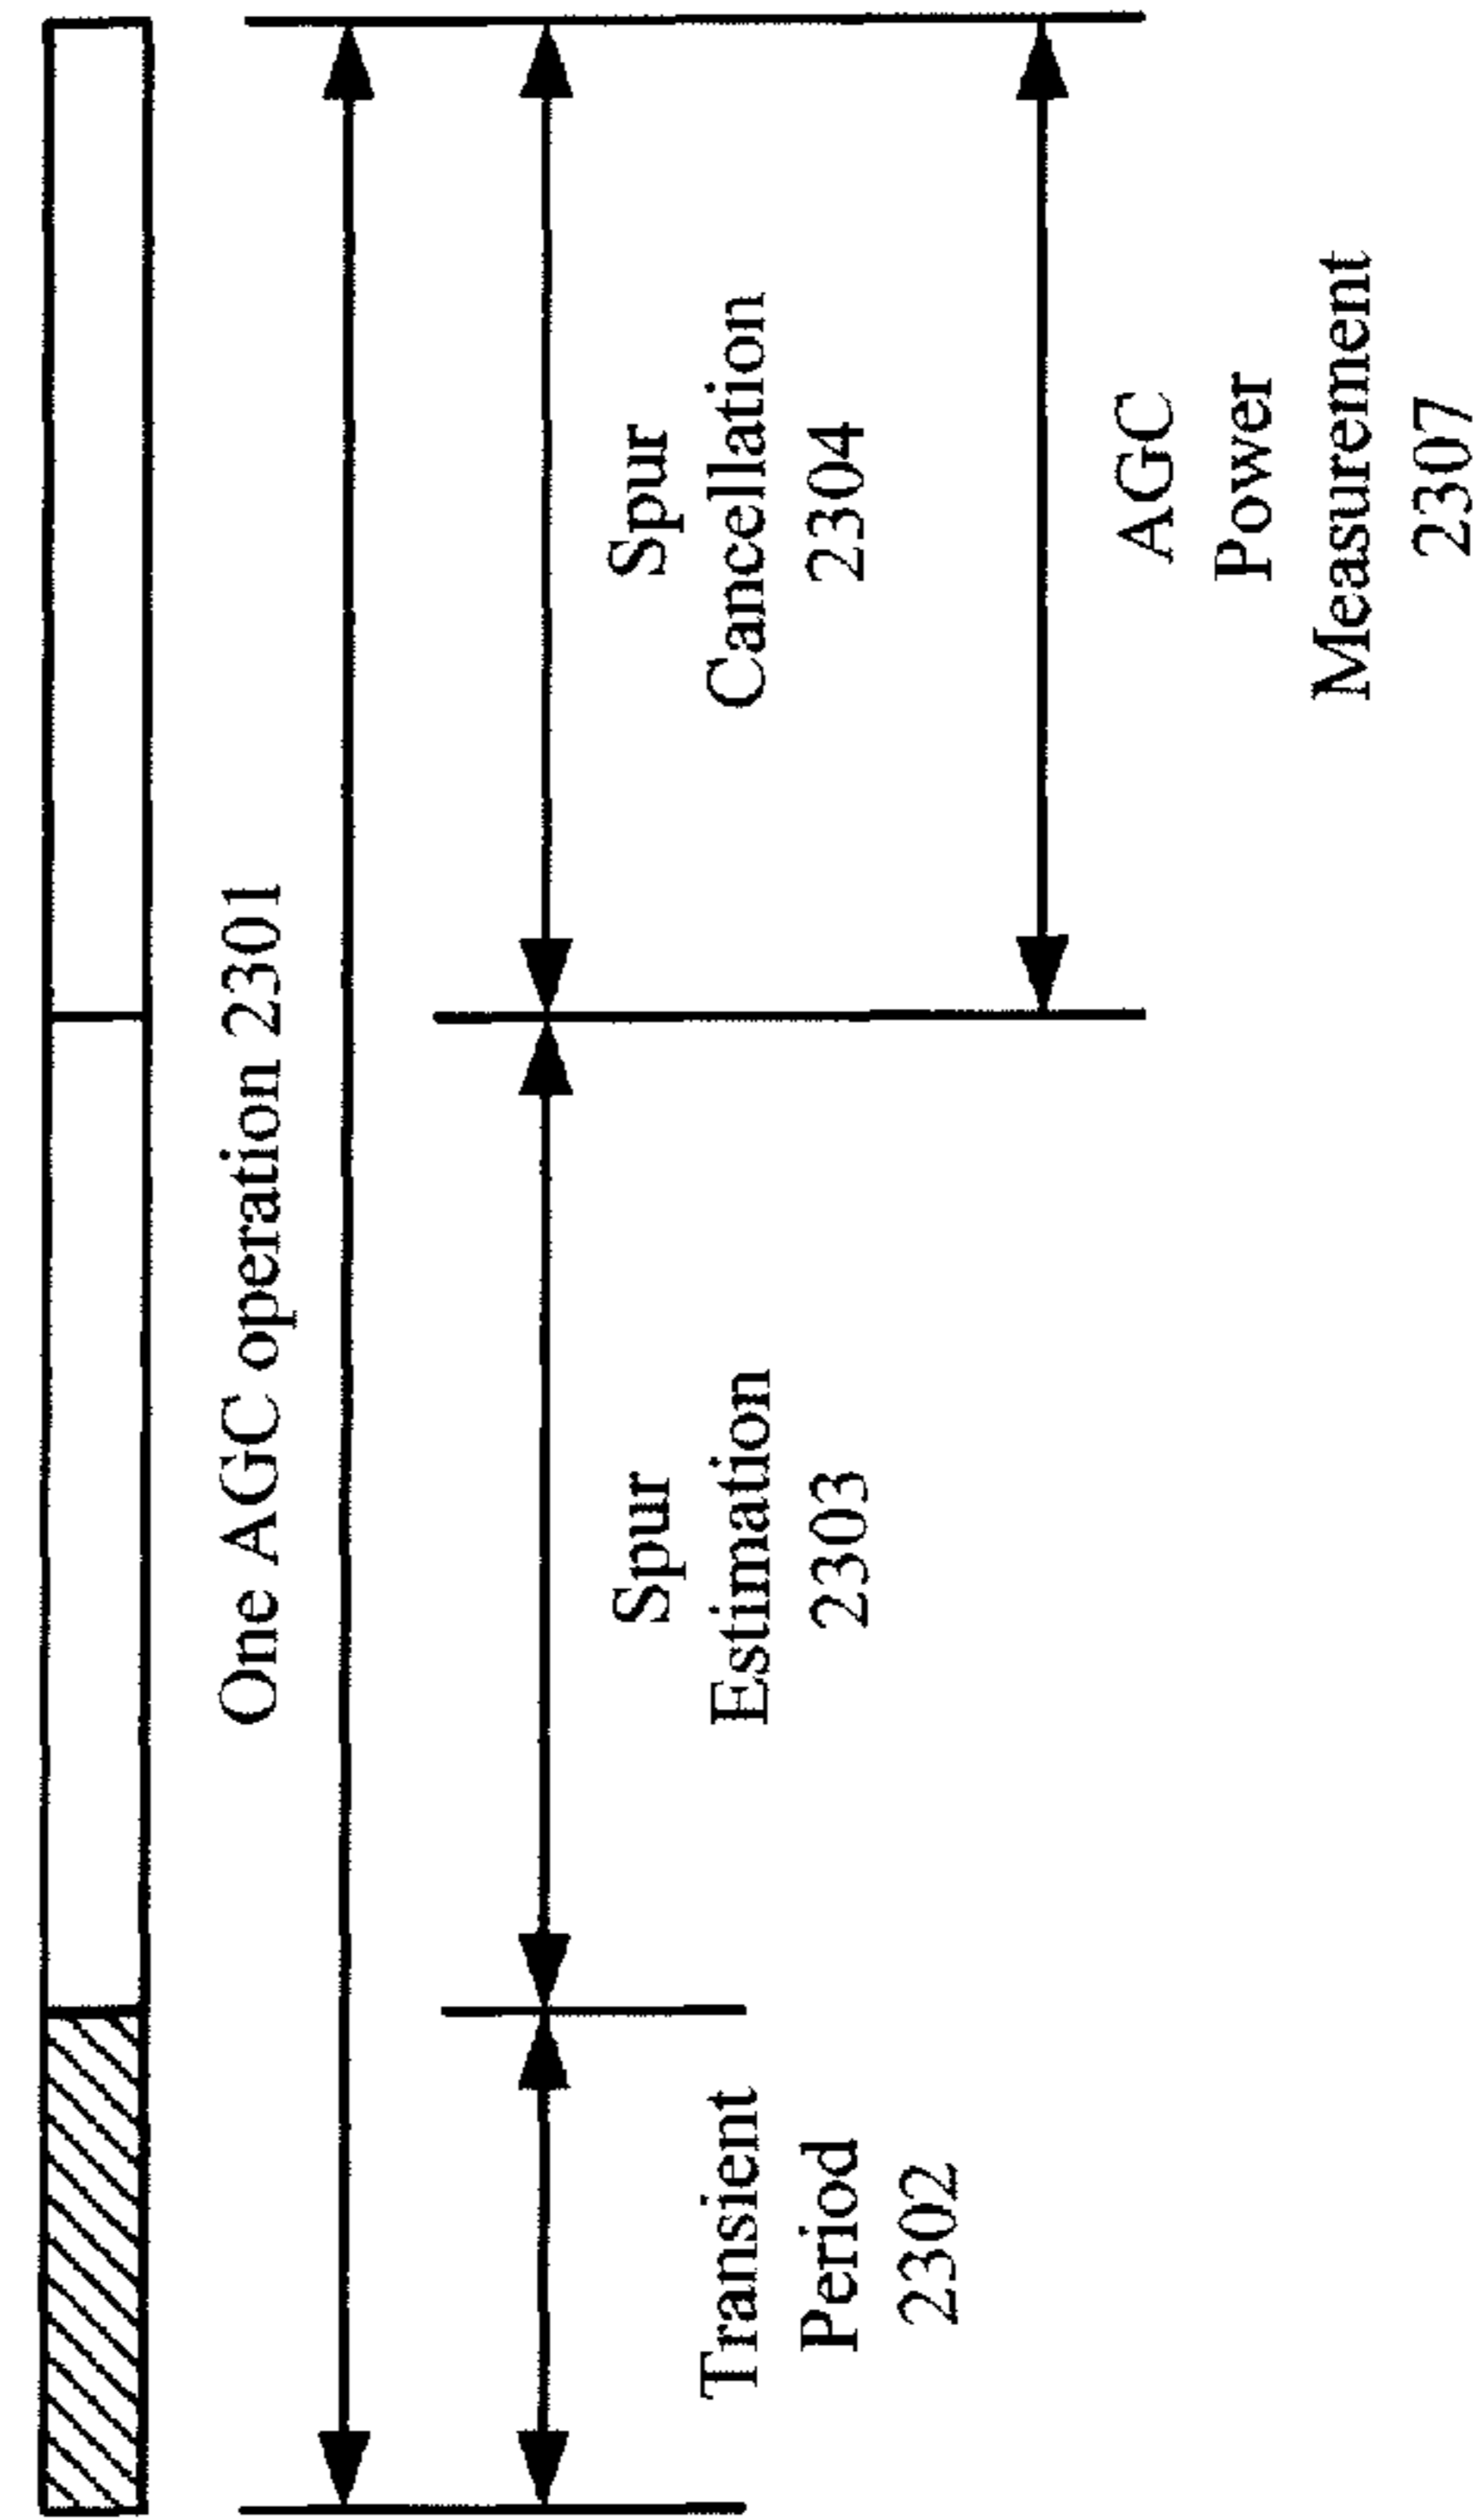 One AGC operation 2301
Transient
Period
2302
Spur
Estimation
2303
Spur
Cancellation
2304
AGC
Power
Measurement
2307